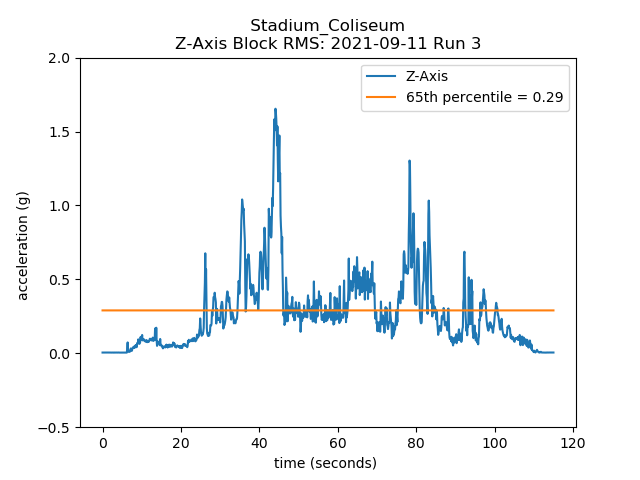 Stadium_Coliseum
Z-Axis Block RMS: 2021-09-11 Run 3
Z-Axis
65th percentile = 0.29
2.0
1.5
1.0
0.5
0.0
−0.5
acceleration (g)
0 20 40 60 80 100 120
time (seconds)